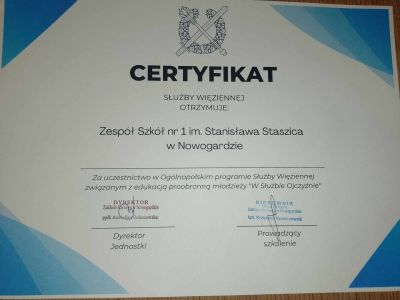 CERTYFIKAT
SŁUŻBY WIĘZIENNEJ
OTRZYMUJE:
Zespół Szkół nr 1 im. Stanisława Staszica
w Nowogardzie
Za uczestnictwo w Ogólnopolskim programie Służby Więziennej
związanym z edukacją proobronną młodzieży "W Służbie Ojczyźnie"
DYREKTOR
KIEROWNIK
Dyrektor
Jednostki
Prowadzący
szkolenie